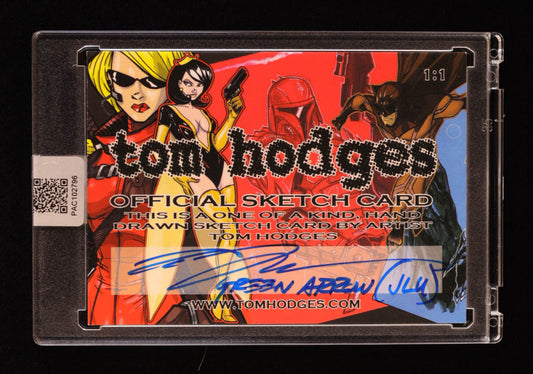 1:1
tom hodges
OFFICIAL SKETCH CARD
THIS IS A ONE OF A KIND, HAND
DRAWN SKETCH CARD BY ARTIST
TOM HODGES
GREEN ARROW (JLU)
WWW.TOMHODGES.COM
PAC102796